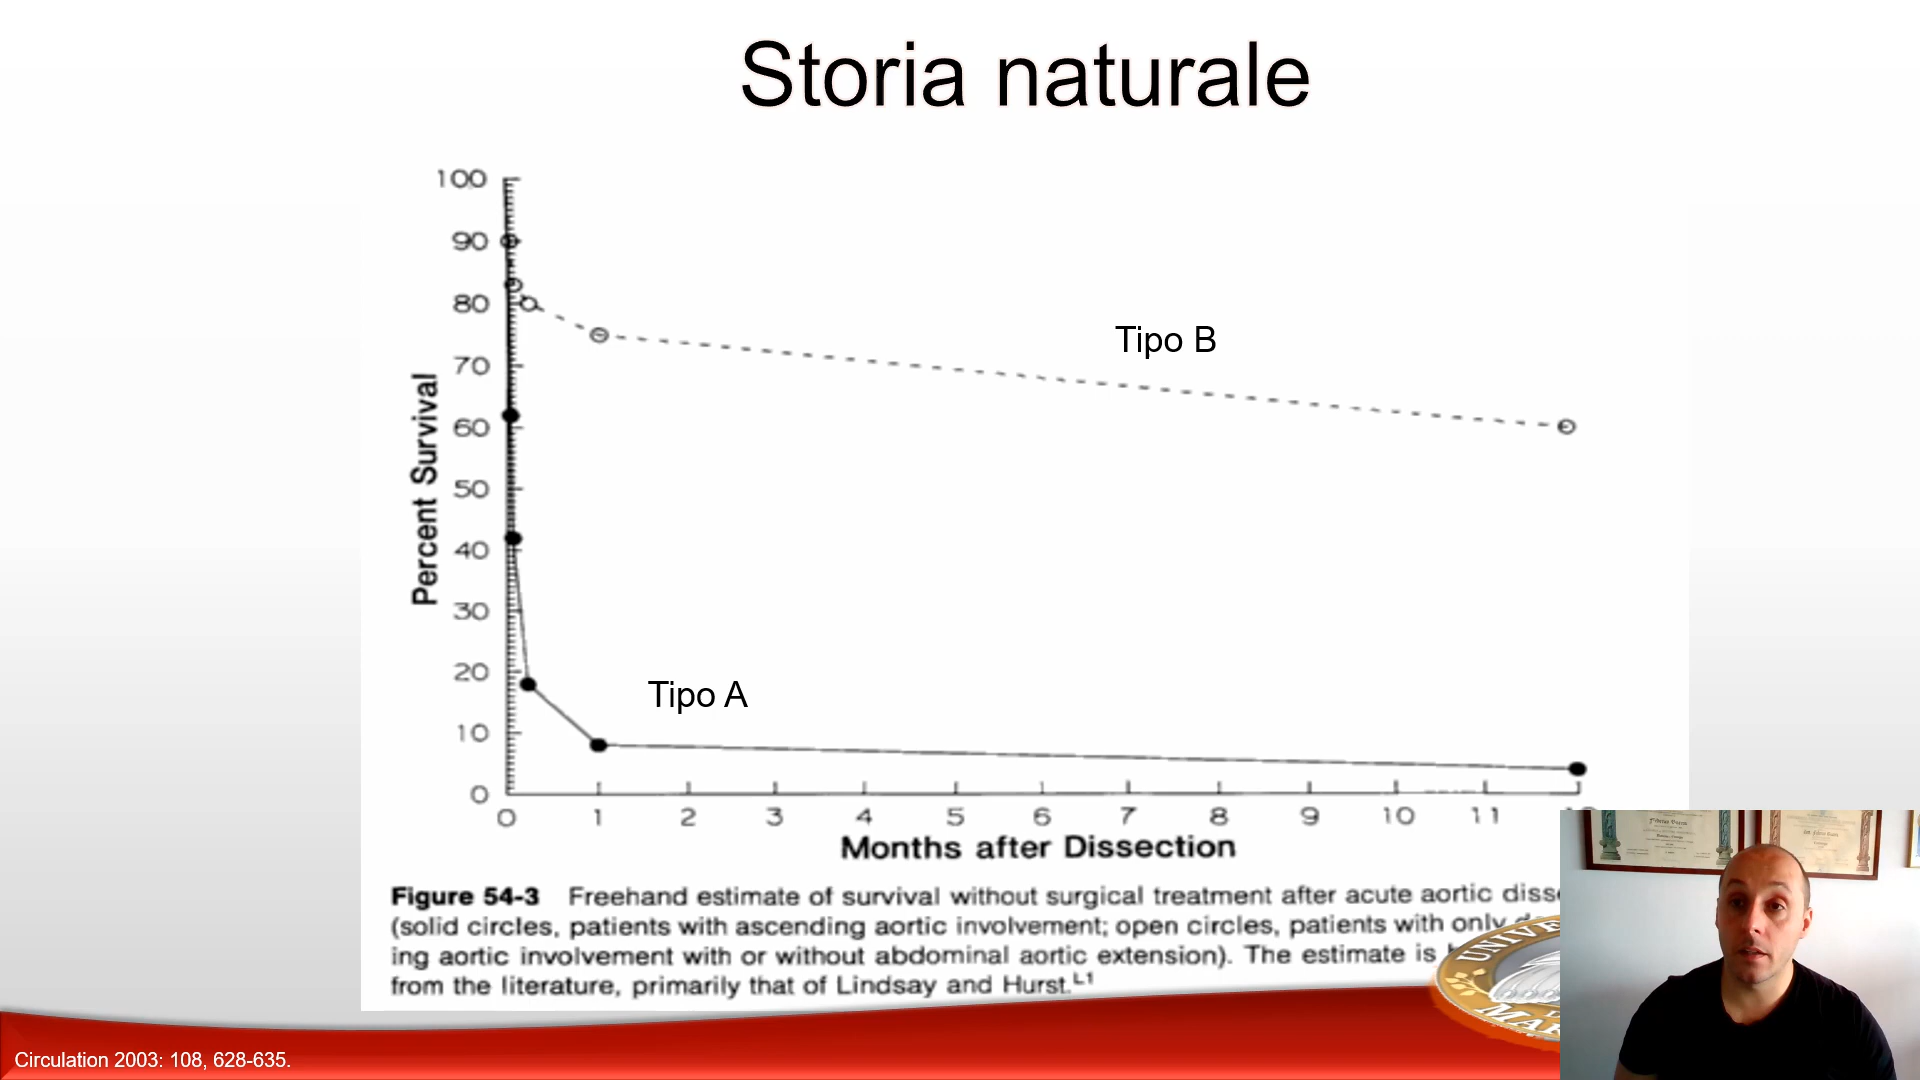 Storia naturale
100
90
80
70
60
50
40
30
20
10
0
Percent Survival
Tipo B
Tipo A
0 1 2 3 4 5 6 7 8 9 10 11
Months after Dissection
Figure 54-3 Freehand estimate of survival without surgical treatment after acute aortic
(solid circles, patients with ascending aortic involvement; open circles, patients with only
ing aortic involvement with or without abdominal aortic extension). The estimate is
from the literature, primarily that of Lindsay and Hurst.L1
Circulation 2003: 108, 628-635.